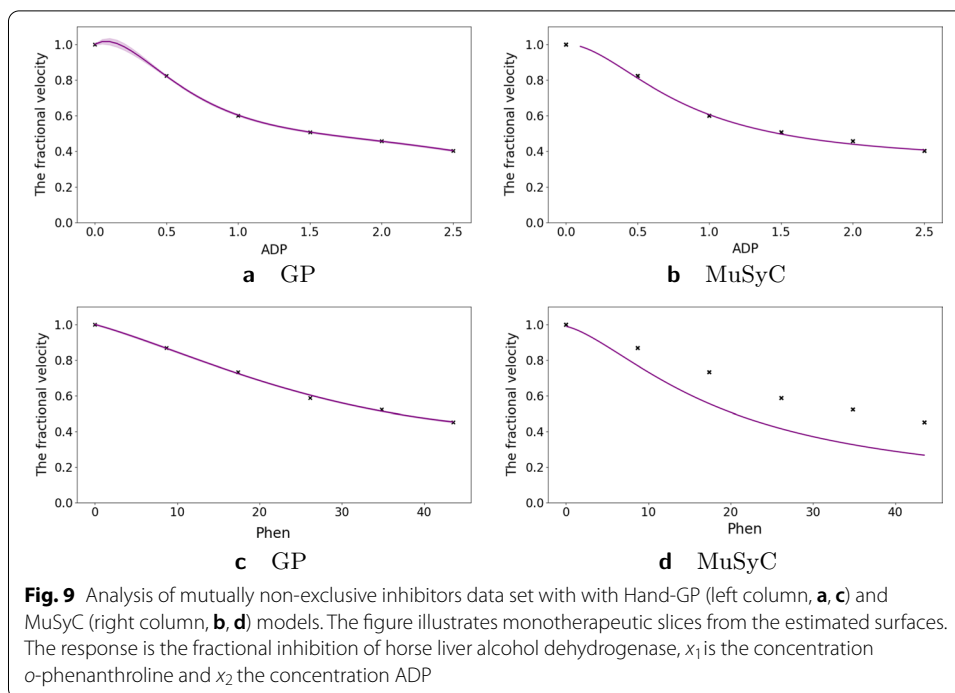 The fractional velocity
1.0
0.8
0.6
0.4
0.2
0.0
0.0 0.5 1.0 1.5 2.0 2.5
ADP
a GP
The fractional velocity
1.0
0.8
0.6
0.4
0.2
0.0
0.0 0.5 1.0 1.5 2.0 2.5
ADP
b MuSyC
The fractional velocity
1.0
0.8
0.6
0.4
0.2
0.0
0 10 20 30 40
Phen
c GP
The fractional velocity
1.0
0.8
0.6
0.4
0.2
0.0
0 10 20 30 40
Phen
d MuSyC
Fig. 9 Analysis of mutually non-exclusive inhibitors data set with with Hand-GP (left column, a, c) and
MuSyC (right column, b, d) models. The figure illustrates monotherapeutic slices from the estimated surfaces.
The response is the fractional inhibition of horse liver alcohol dehydrogenase, x₁ is the concentration
o-phenanthroline and x₂ the concentration ADP